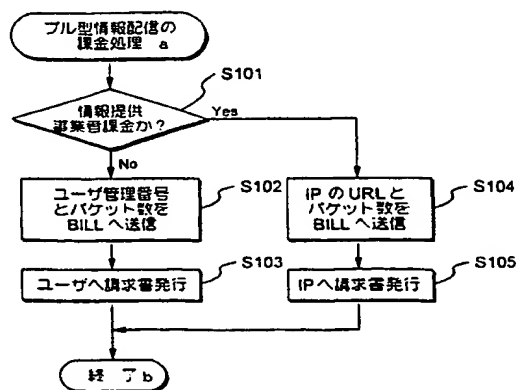 プル型情報配信の
課金処理 a
S101
情報提供
事業者課金か?
Yes
No
ユーザ管理番号
とパケット数を
BILLへ送信
S102
IPのURLと
パケット数を
BILLへ送信
S104
ユーザへ請求書発行
S103
IPへ請求書発行
S105
終 了 b